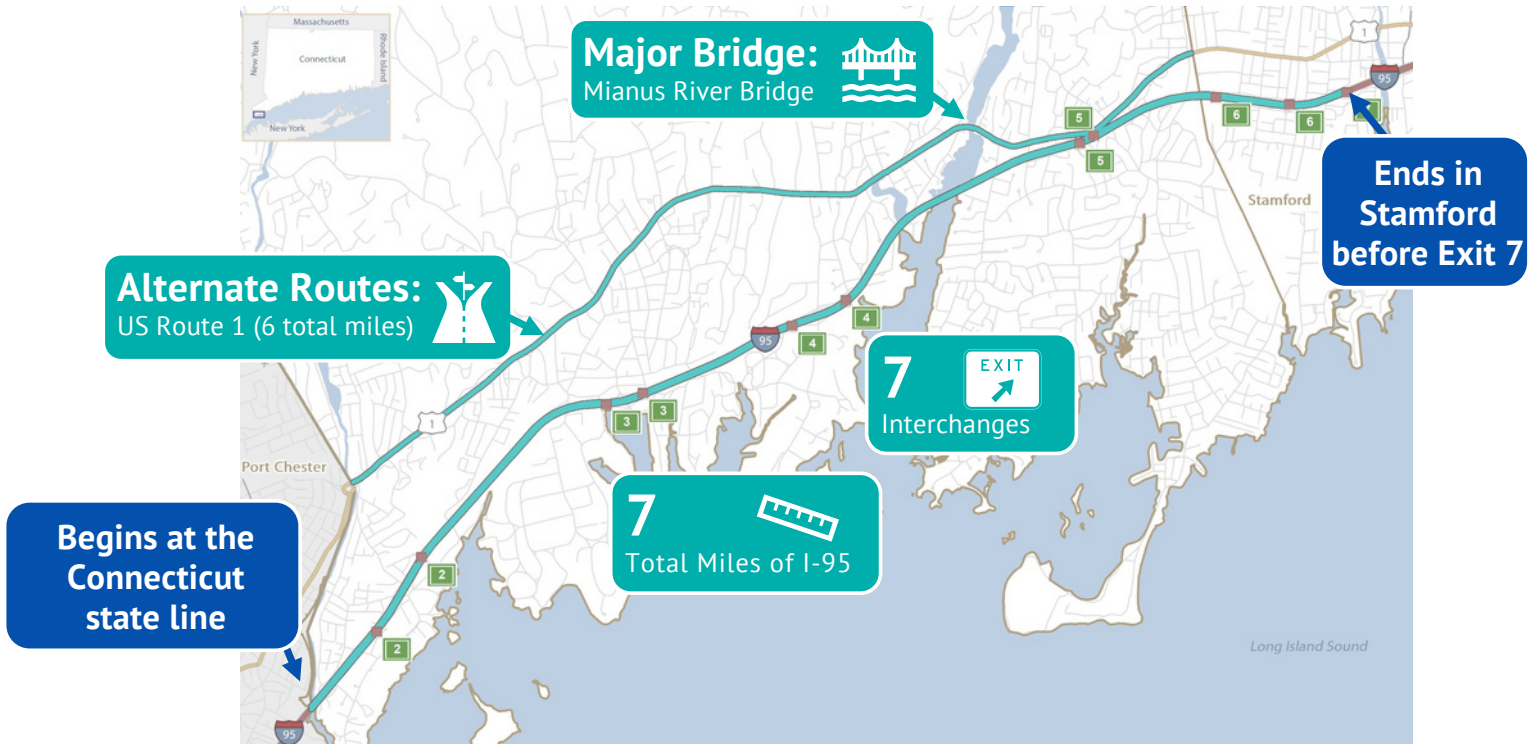 Massachusetts
New York
Connecticut
Rhode Island
New York
Major Bridge:
Mianus River Bridge
1
95
5
5
6
6
Ends in
Stamford
before Exit 7
Stamford
Alternate Routes:
US Route 1 (6 total miles)
4
95
4
7
EXIT
Interchanges
3
3
1
Port Chester
7
Total Miles of I-95
Begins at the
Connecticut
state line
2
2
Long Island Sound
95